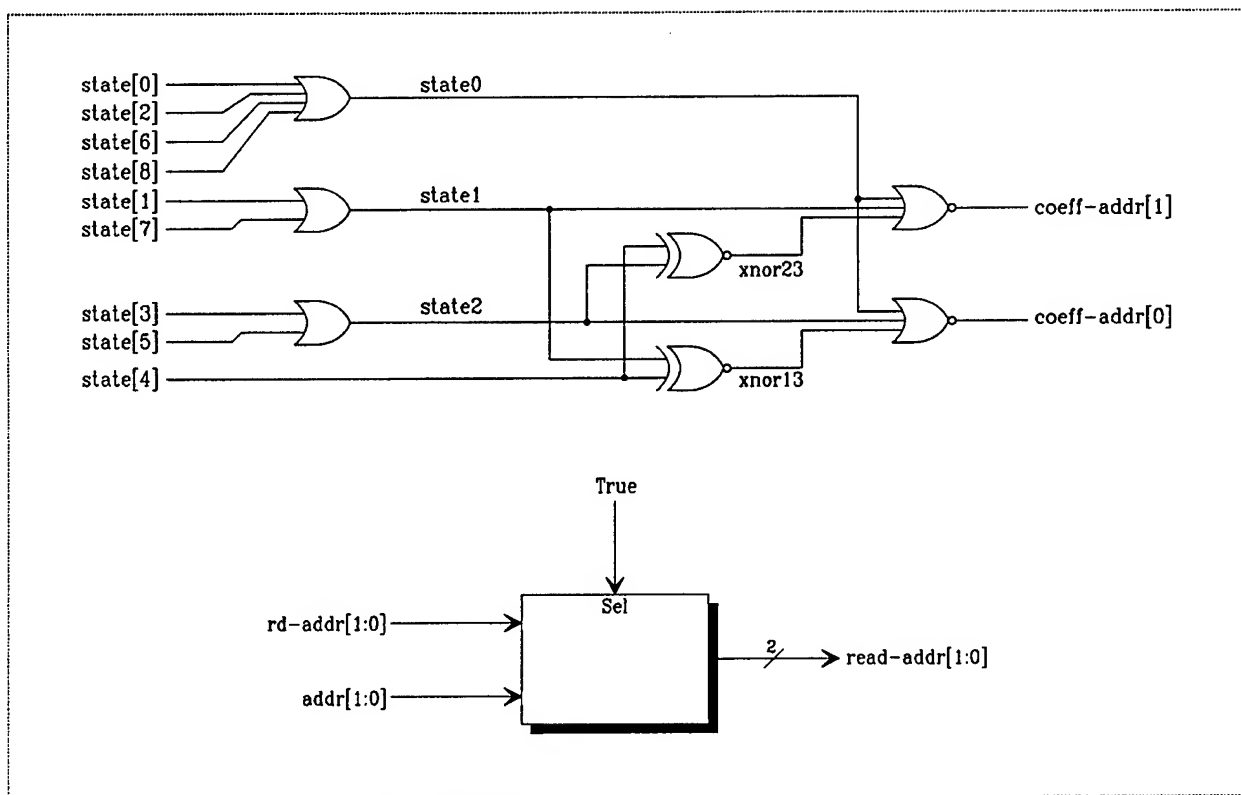 state[0]
state[2]
state[6]
state[8]
state[1]
state[7]
state[3]
state[5]
state[4]
state0
state1
state2
xnor23
xnor13
coeff-addr[1]
coeff-addr[0]
True
Sel
rd-addr[1:0]
addr[1:0]
2
read-addr[1:0]